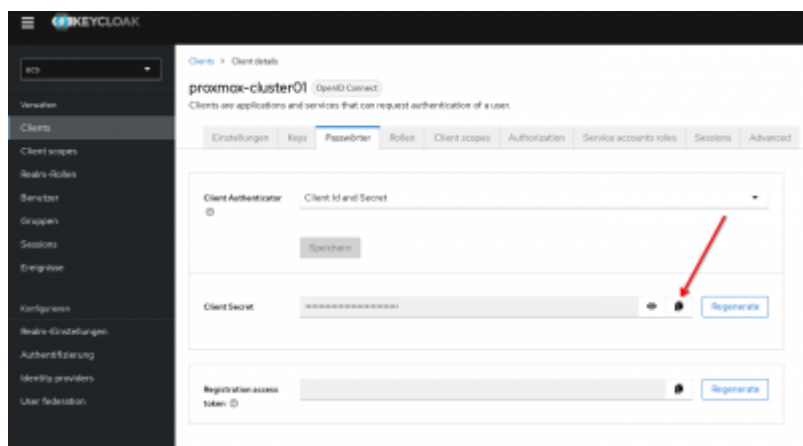 KEYCLOAK
ecs
Verwalten
Clients
Client scopes
Realm-Rollen
Benutzer
Gruppen
Sessions
Ereignisse
Konfigurieren
Realm-Einstellungen
Authentifizierung
Identity providers
User federation
Clients > Client details
proxmox-cluster01 OpenID Connect
Clients are applications and services that can request authentication of a user.
Einstellungen Keys Passwörter Rollen Client scopes Authorization Service accounts roles Sessions Advanced
Client Authenticator Client Id and Secret
Speichern
Client Secret Regenerate
Registration access
token Regenerate